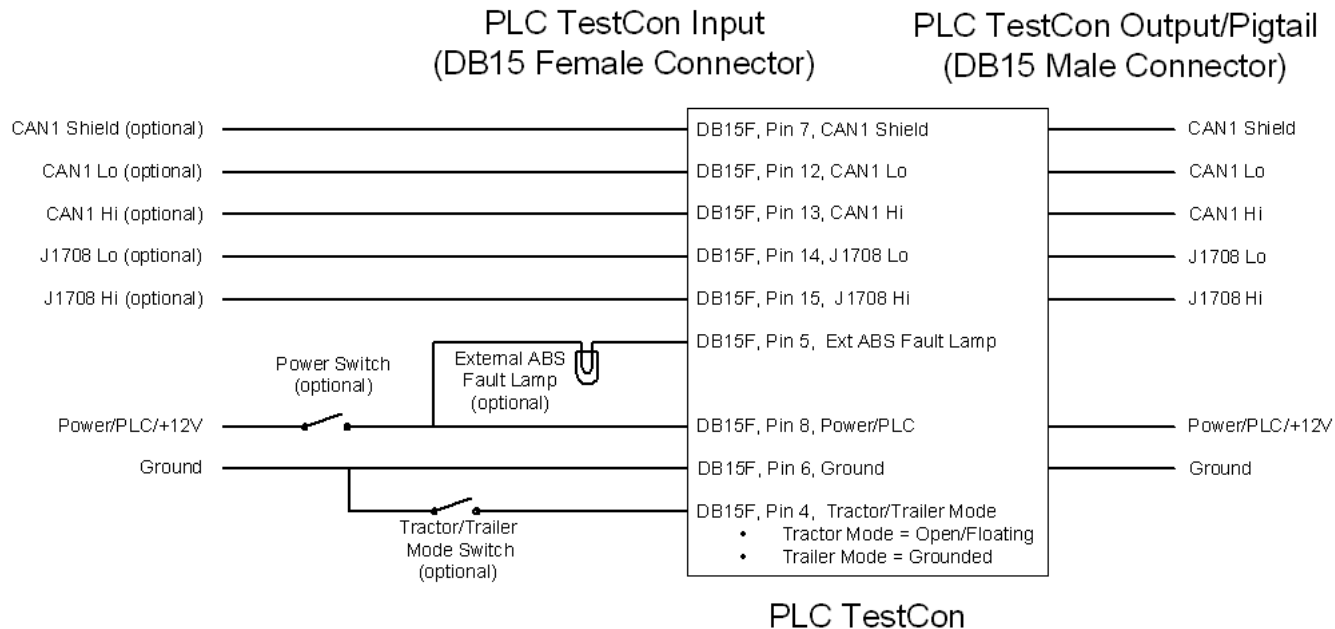 PLC TestCon Input
(DB15 Female Connector)
PLC TestCon Output/Pigtail
(DB15 Male Connector)
CAN1 Shield (optional)
DB15F, Pin 7, CAN1 Shield
CAN1 Shield
CAN1 Lo (optional)
DB15F, Pin 12, CAN1 Lo
CAN1 Lo
CAN1 Hi (optional)
DB15F, Pin 13, CAN1 Hi
CAN1 Hi
J1708 Lo (optional)
DB15F, Pin 14, J1708 Lo
J1708 Lo
J1708 Hi (optional)
DB15F, Pin 15, J1708 Hi
J1708 Hi
DB15F, Pin 5, Ext ABS Fault Lamp
Power Switch
(optional)
External ABS
Fault Lamp
(optional)
Power/PLC/+12V
DB15F, Pin 8, Power/PLC
Power/PLC/+12V
Ground
DB15F, Pin 6, Ground
Ground
DB15F, Pin 4, Tractor/Trailer Mode
• Tractor Mode = Open/Floating
• Trailer Mode = Grounded
Tractor/Trailer
Mode Switch
(optional)
PLC TestCon